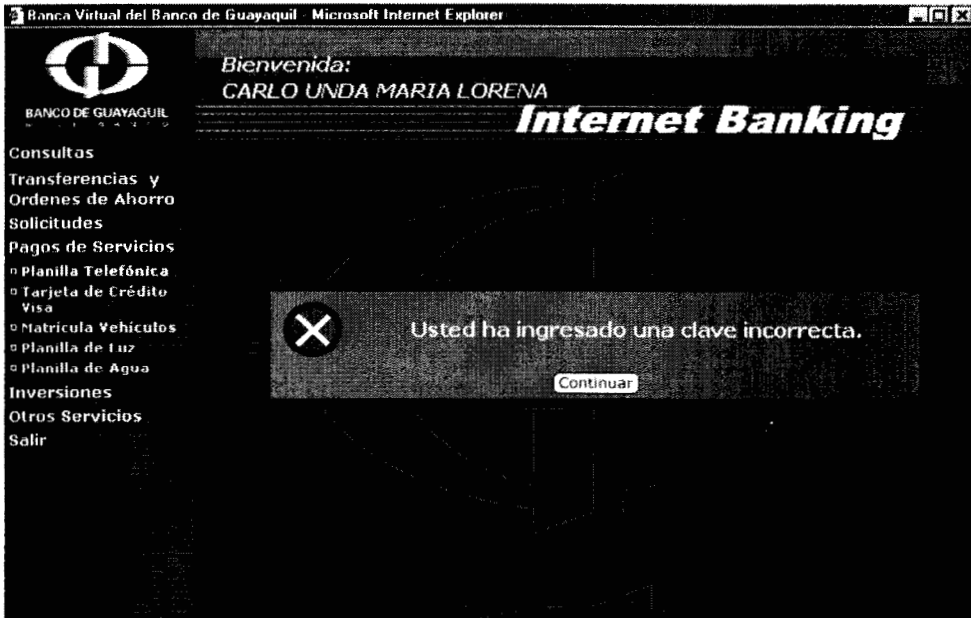 Banca Virtual del Banco de Guayaquil - Microsoft Internet Explorer
BANCO DE GUAYAQUIL
Bienvenida:
CARLO UNDA MARIA LORENA
Internet Banking
Consultas
Transferencias y
Ordenes de Ahorro
Solicitudes
Pagos de Servicios
Planilla Telefónica
Tarjeta de Crédito
Visa
Matrícula Vehículos
Planilla de Luz
Planilla de Agua
Inversiones
Otros Servicios
Salir
Usted ha ingresado una clave incorrecta.
Continuar